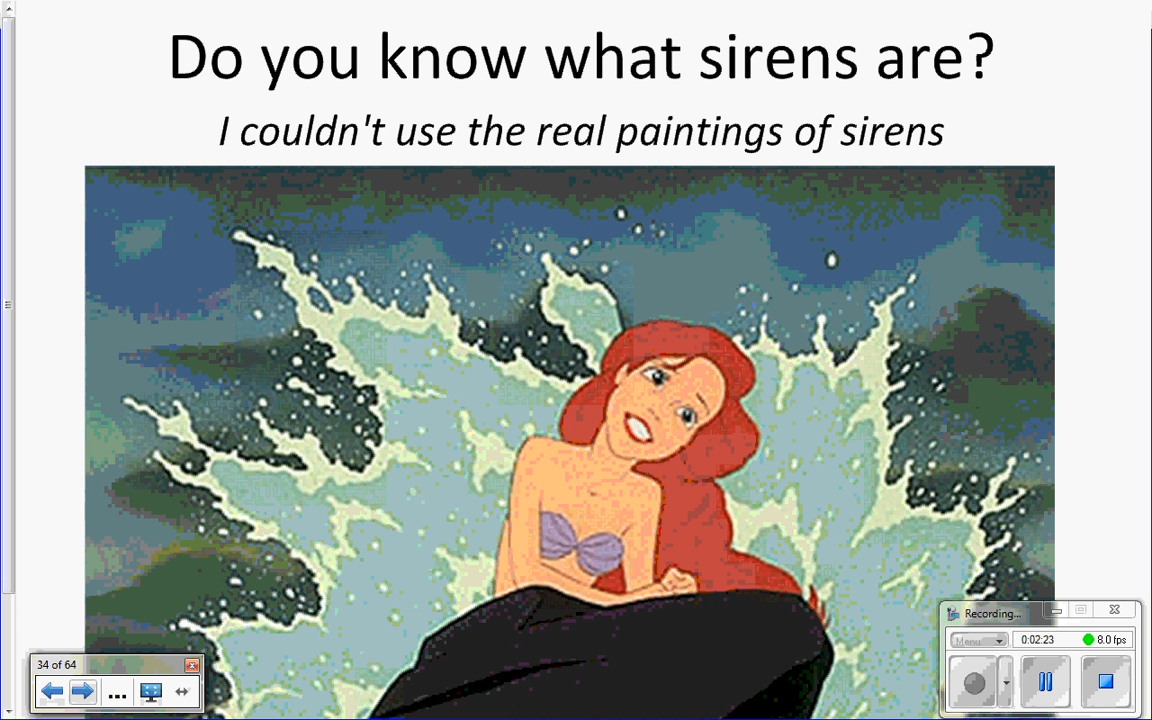 Do you know what sirens are?
I couldn't use the real paintings of sirens
34 of 64
...
Recording...
Menu
0:02:23
8.0 fps